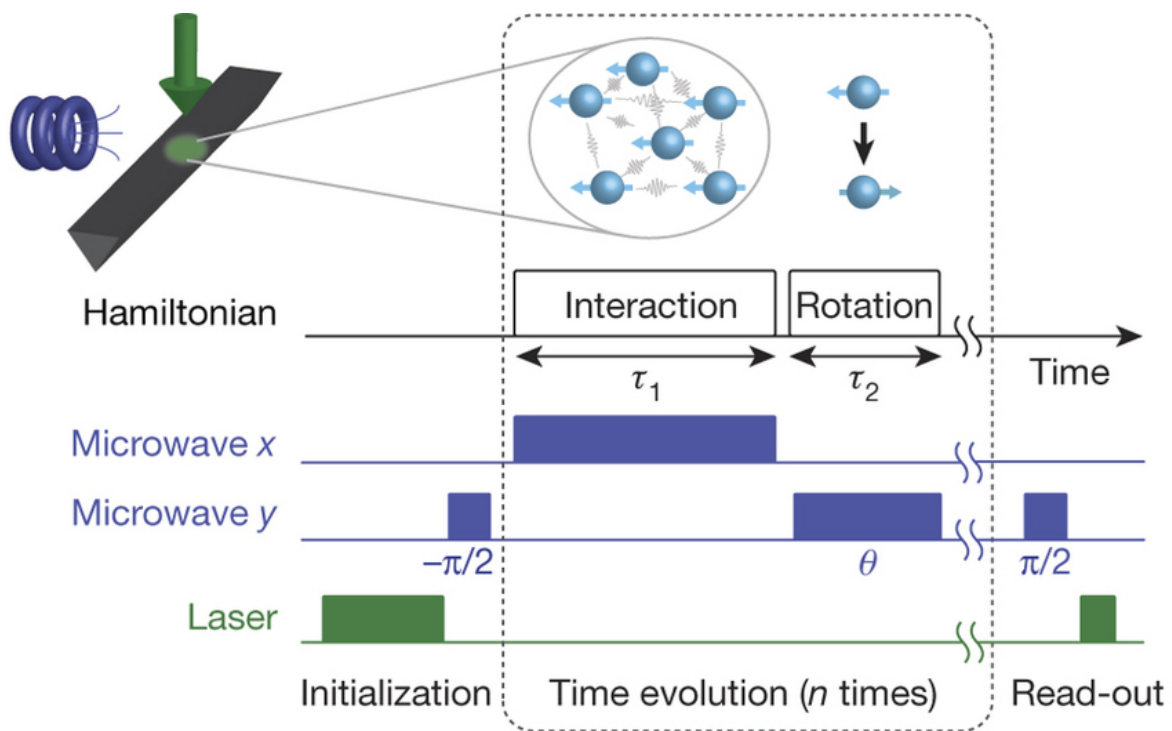 Hamiltonian
Interaction
Rotation
τ1
τ2
Time
Microwave x
Microwave y
–π/2
θ
π/2
Laser
Initialization
Time evolution (n times)
Read-out